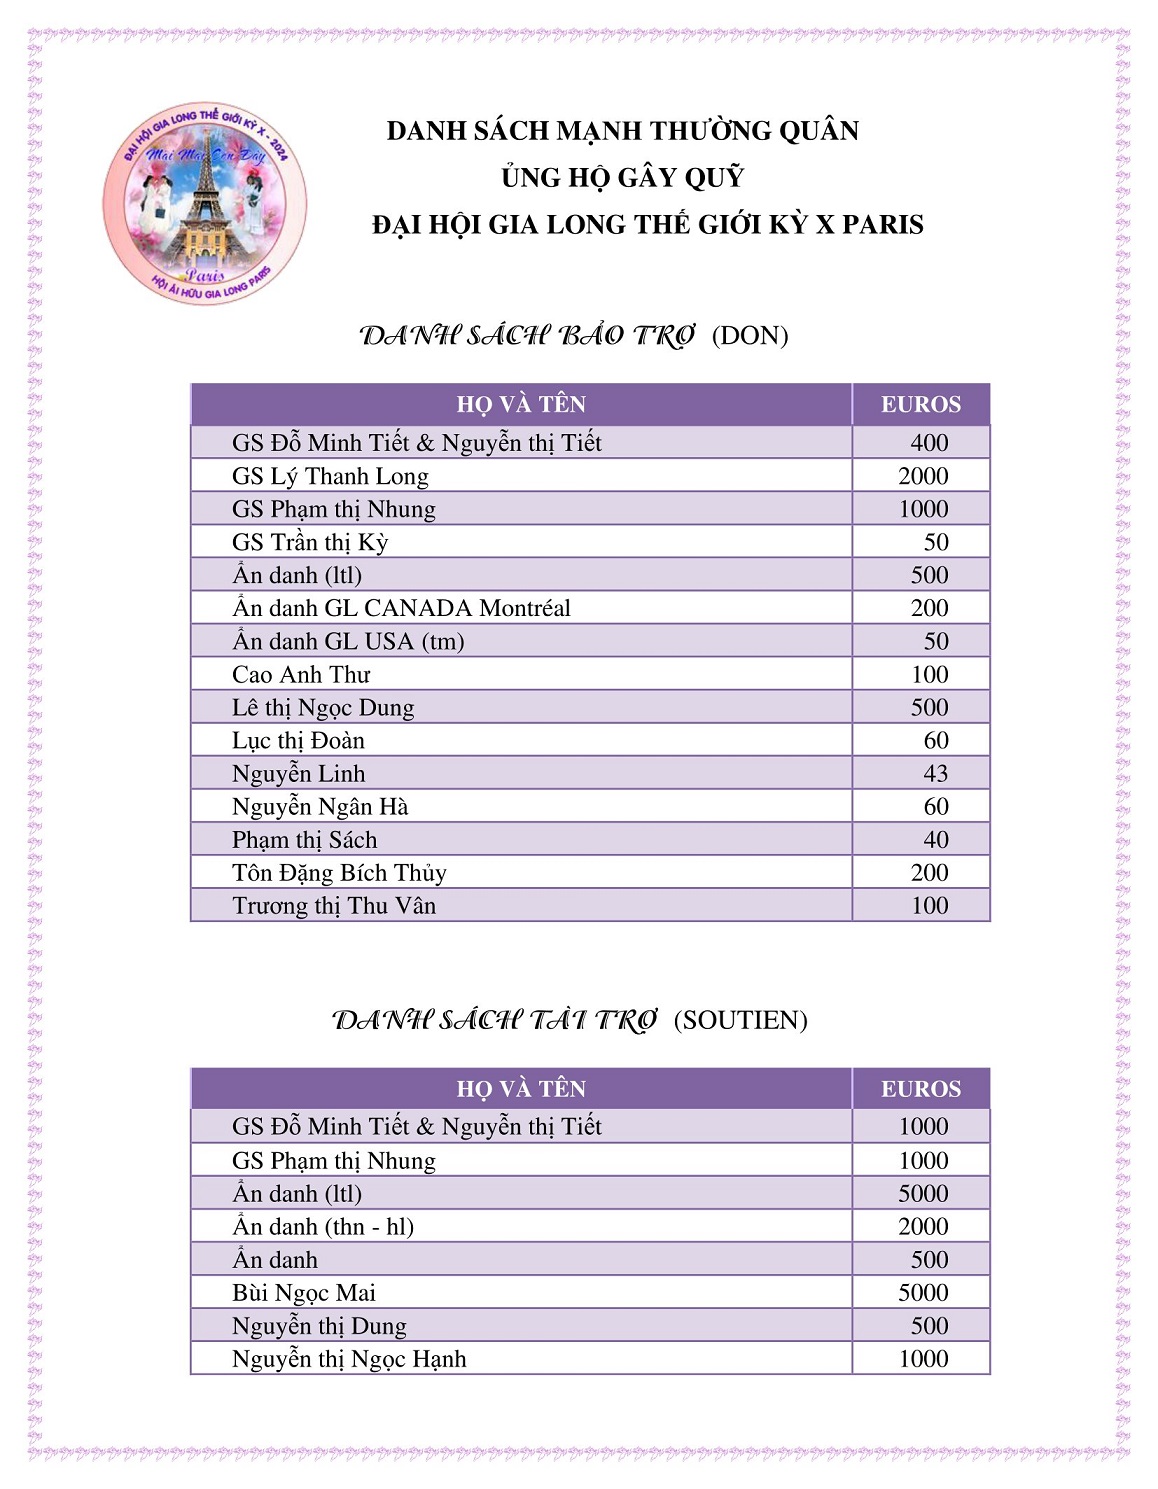 ĐẠI HỘI GIA LONG THẾ GIỚI KỲ X - 2024
Mãi Mãi Còn Đây
Paris
HỘI ÁI HỮU GIA LONG PARIS
DANH SÁCH MẠNH THƯỜNG QUÂN
ỦNG HỘ GÂY QUỸ
ĐẠI HỘI GIA LONG THẾ GIỚI KỲ X PARIS
DANH SÁCH BẢO TRỢ (DON)
HỌ VÀ TÊN EUROS
GS Đỗ Minh Tiết & Nguyễn thị Tiết 400
GS Lý Thanh Long 2000
GS Phạm thị Nhung 1000
GS Trần thị Kỳ 50
Ẩn danh (ltl) 500
Ẩn danh GL CANADA Montréal 200
Ẩn danh GL USA (tm) 50
Cao Anh Thư 100
Lê thị Ngọc Dung 500
Lục thị Đoàn 60
Nguyễn Linh 43
Nguyễn Ngân Hà 60
Phạm thị Sách 40
Tôn Đặng Bích Thủy 200
Trương thị Thu Vân 100
DANH SÁCH TÀI TRỢ (SOUTIEN)
HỌ VÀ TÊN EUROS
GS Đỗ Minh Tiết & Nguyễn thị Tiết 1000
GS Phạm thị Nhung 1000
Ẩn danh (ltl) 5000
Ẩn danh (thn - hl) 2000
Ẩn danh 500
Bùi Ngọc Mai 5000
Nguyễn thị Dung 500
Nguyễn thị Ngọc Hạnh 1000